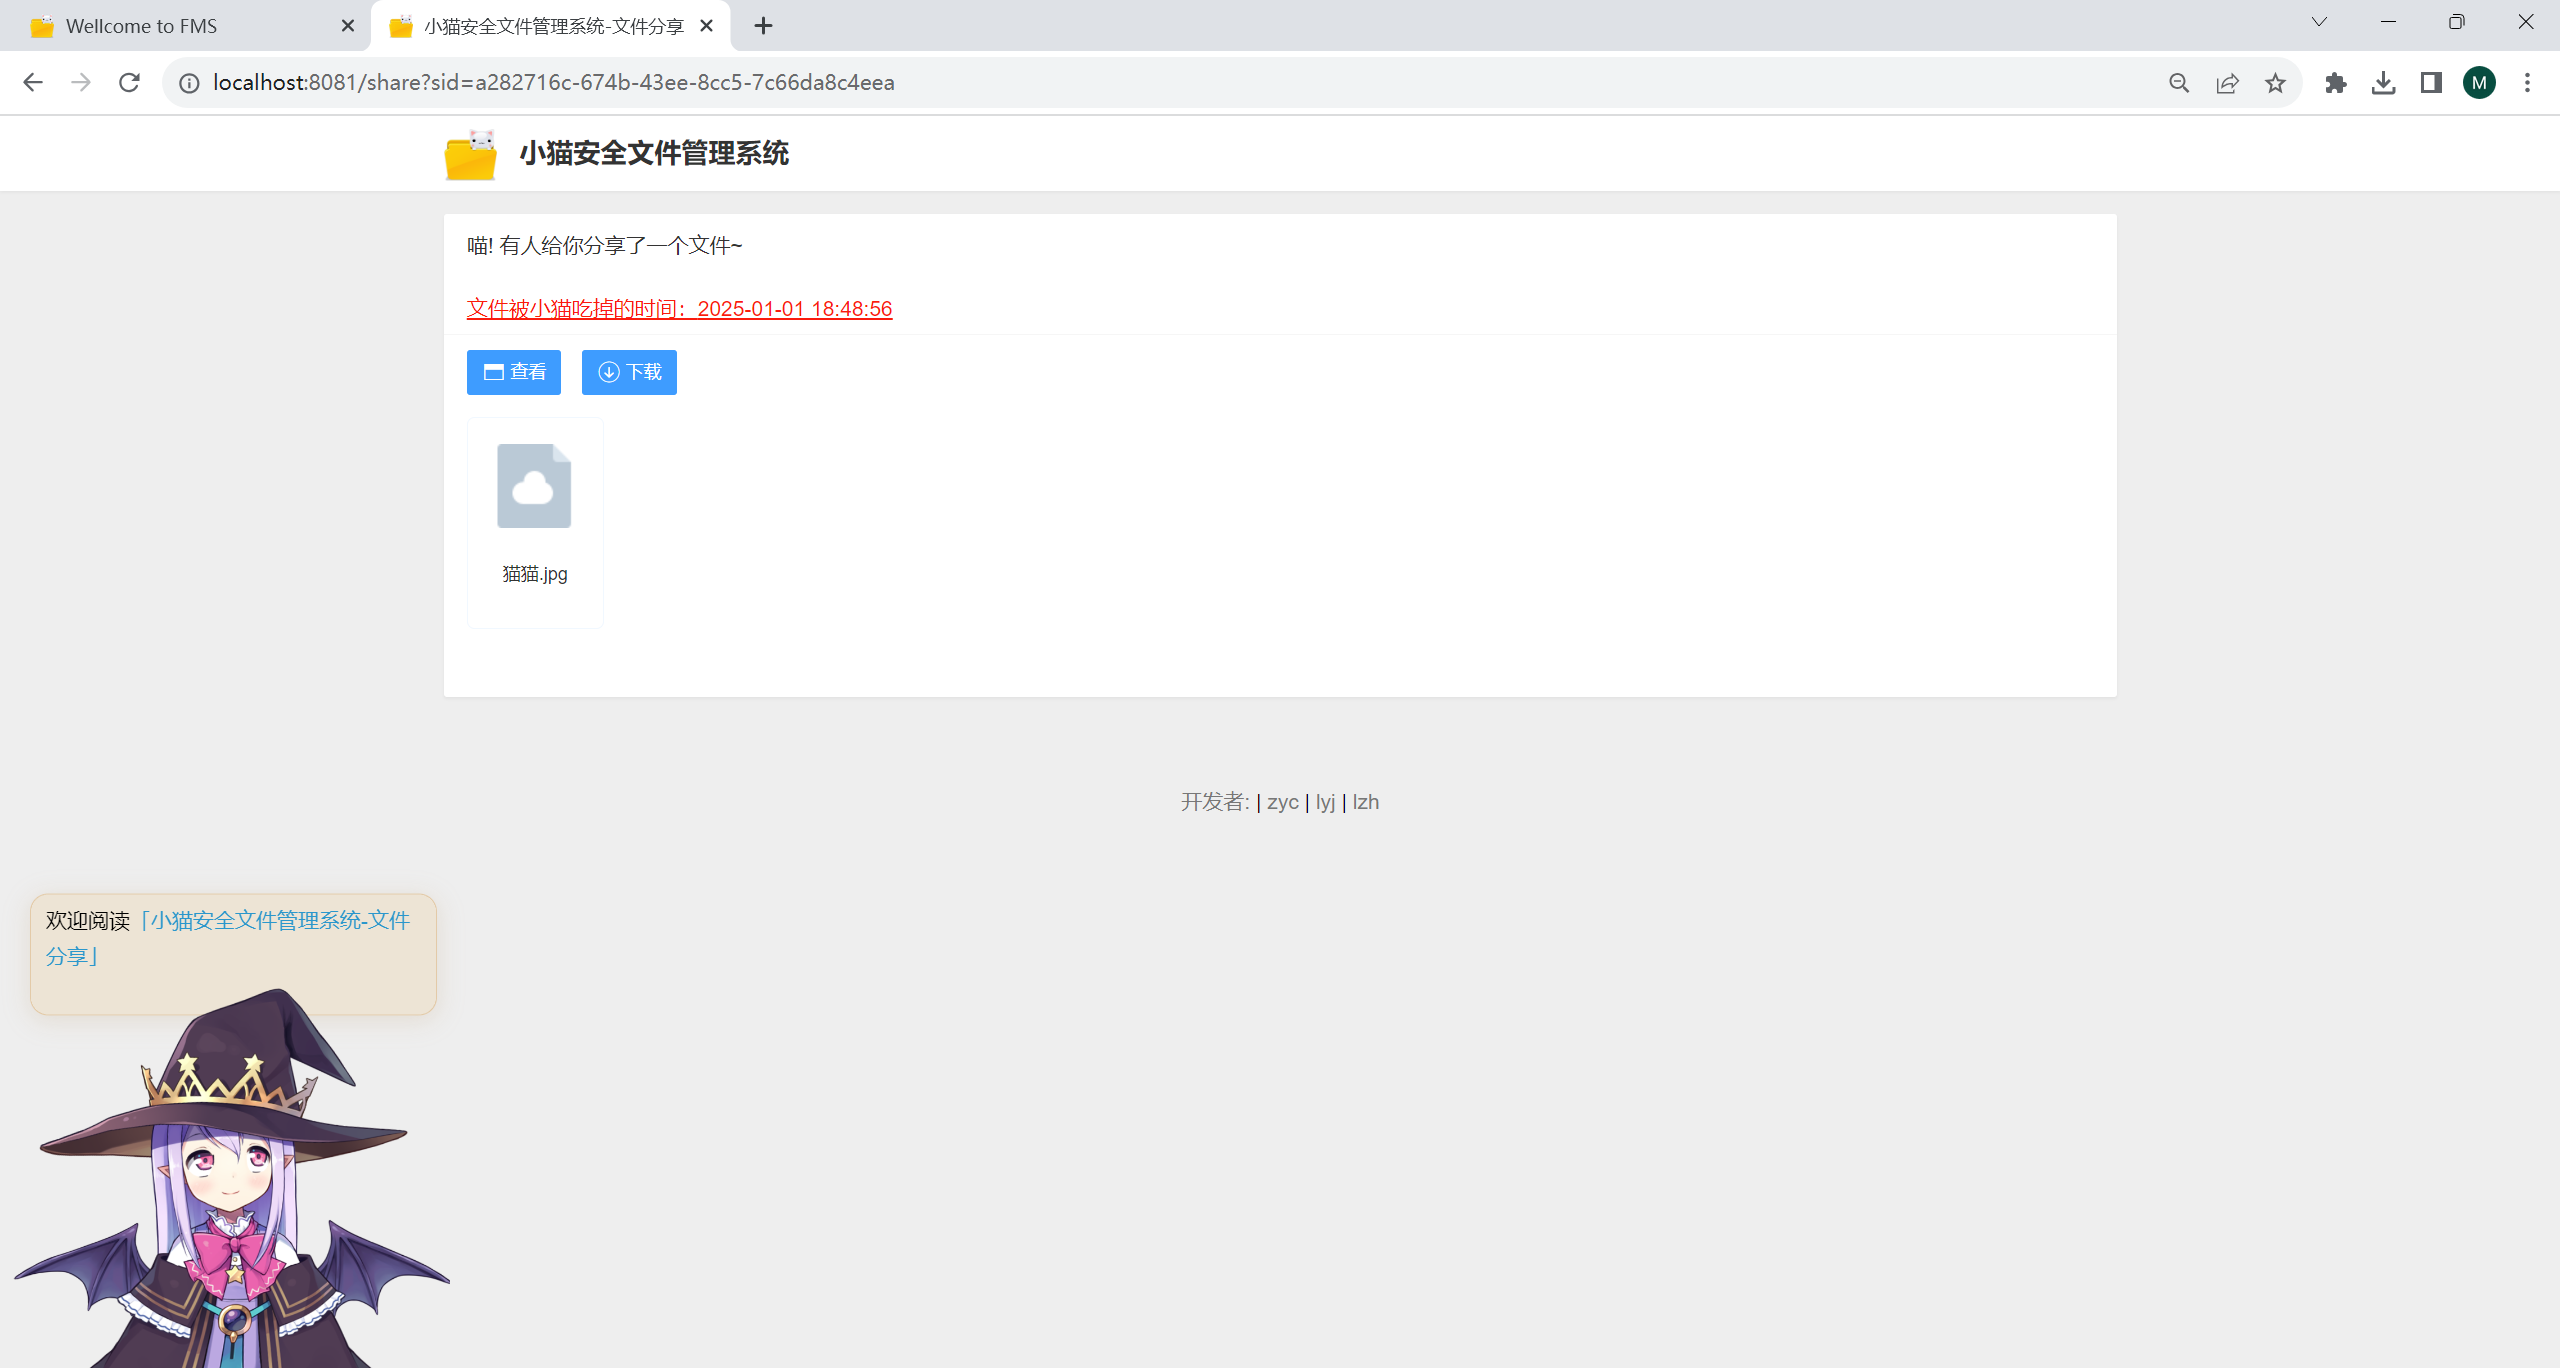 Wellcome to FMS
小猫安全文件管理系统-文件分享
localhost:8081/share?sid=a282716c-674b-43ee-8cc5-7c66da8c4eea
M
小猫安全文件管理系统
喵! 有人给你分享了一个文件~
文件被小猫吃掉的时间：2025-01-01 18:48:56
查看 下载
猫猫.jpg
开发者: | zyc | lyj | lzh
欢迎阅读「小猫安全文件管理系统-文件
分享」